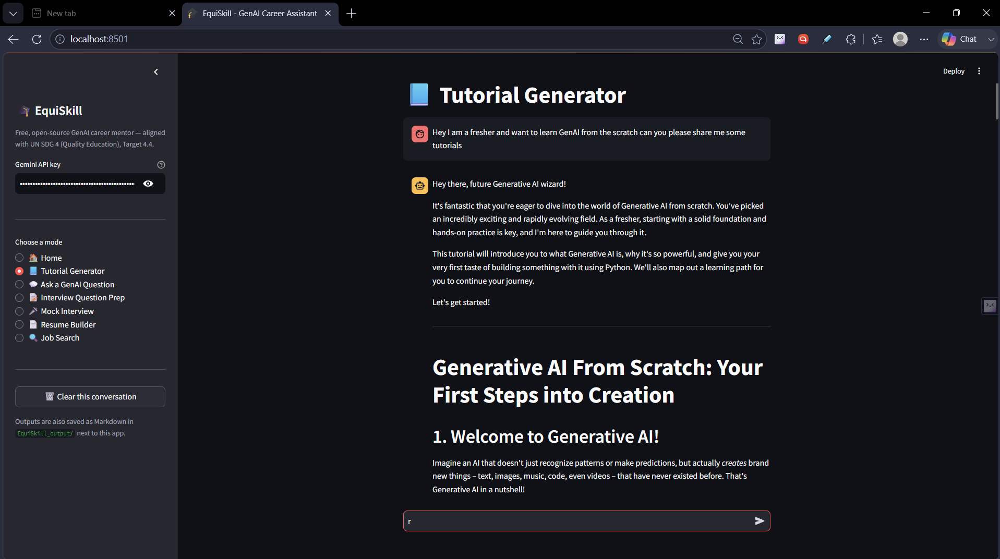 New tab
EquiSkill - GenAI Career Assistant
localhost:8501
Chat
Deploy
EquiSkill
Free, open-source GenAI career mentor — aligned
with UN SDG 4 (Quality Education), Target 4.4.
Gemini API key
Choose a mode
Home
Tutorial Generator
Ask a GenAI Question
Interview Question Prep
Mock Interview
Resume Builder
Job Search
Clear this conversation
Outputs are also saved as Markdown in
EquiSkill_output/ next to this app.
Tutorial Generator
Hey I am a fresher and want to learn GenAI from the scratch can you please share me some
tutorials
Hey there, future Generative AI wizard!
It's fantastic that you're eager to dive into the world of Generative AI from scratch. You've picked
an incredibly exciting and rapidly evolving field. As a fresher, starting with a solid foundation and
hands-on practice is key, and I'm here to guide you through it.
This tutorial will introduce you to what Generative AI is, why it's so powerful, and give you your
very first taste of building something with it using Python. We'll also map out a learning path for
you to continue your journey.
Let's get started!
Generative AI From Scratch: Your
First Steps into Creation
1. Welcome to Generative AI!
Imagine an AI that doesn't just recognize patterns or make predictions, but actually creates brand
new things – text, images, music, code, even videos – that have never existed before. That's
Generative AI in a nutshell!
r